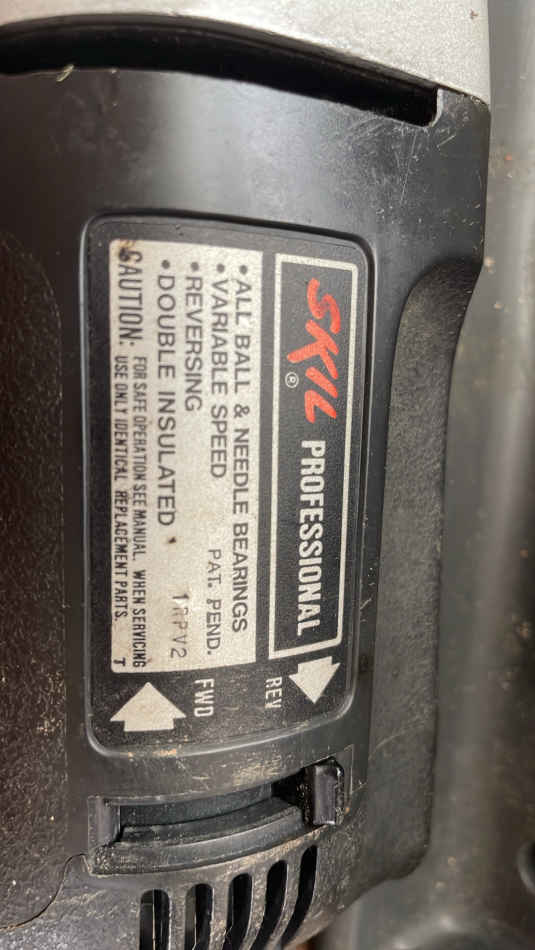 SKIL® PROFESSIONAL
• ALL BALL & NEEDLE BEARINGS
• VARIABLE SPEED PAT. PEND.
• REVERSING
• DOUBLE INSULATED
CAUTION: FOR SAFE OPERATION SEE MANUAL. WHEN SERVICING
USE ONLY IDENTICAL REPLACEMENT PARTS. T
REV
FWD